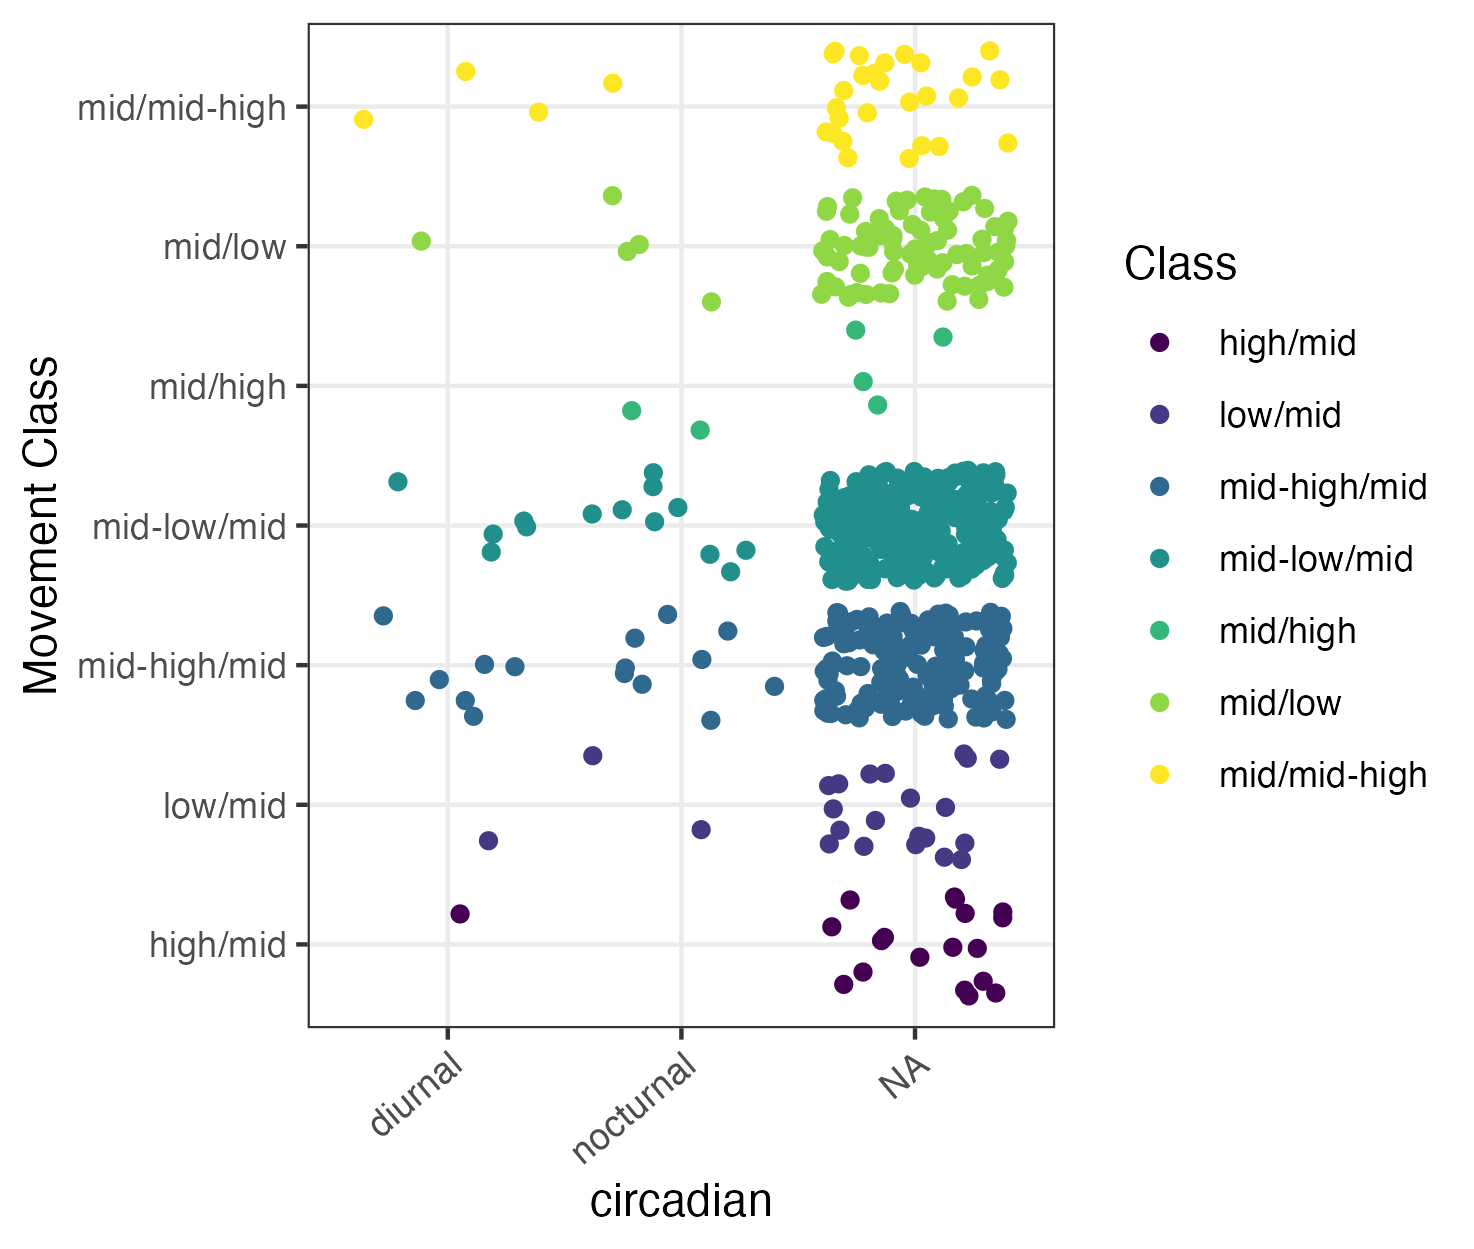 Movement Class
mid/mid-high
mid/low
mid/high
mid-low/mid
mid-high/mid
low/mid
high/mid
diurnal
nocturnal
NA
circadian
Class
high/mid
low/mid
mid-high/mid
mid-low/mid
mid/high
mid/low
mid/mid-high